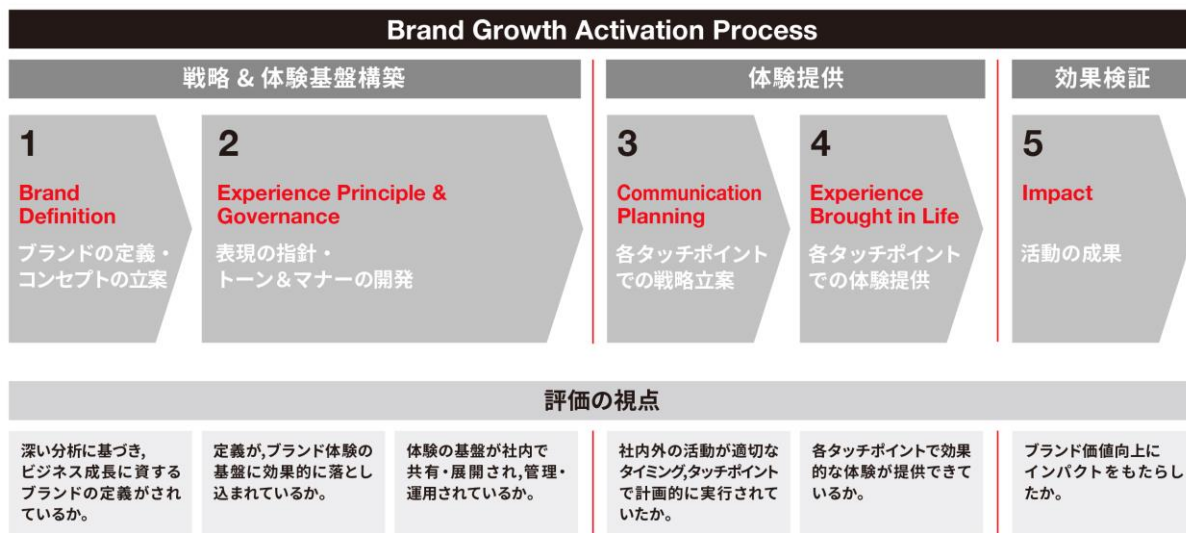 Brand Growth Activation Process
戦略 & 体験基盤構築
体験提供
効果検証
1
Brand
Definition
ブランドの定義・
コンセプトの立案
2
Experience Principle &
Governance
表現の指針・
トーン＆マナーの開発
3
Communication
Planning
各タッチポイント
での戦略立案
4
Experience
Brought in Life
各タッチポイント
での体験提供
5
Impact
活動の成果
評価の視点
深い分析に基づき,
ビジネス成長に資する
ブランドの定義がされ
ているか。
定義が,ブランド体験の
基盤に効果的に落とし
込まれているか。
体験の基盤が社内で
共有・展開され,管理・
運用されているか。
社内外の活動が適切な
タイミング,タッチポイント
で計画的に実行されて
いたか。
各タッチポイントで効果
的な体験が提供できて
いるか。
ブランド価値向上に
インパクトをもたらし
たか。